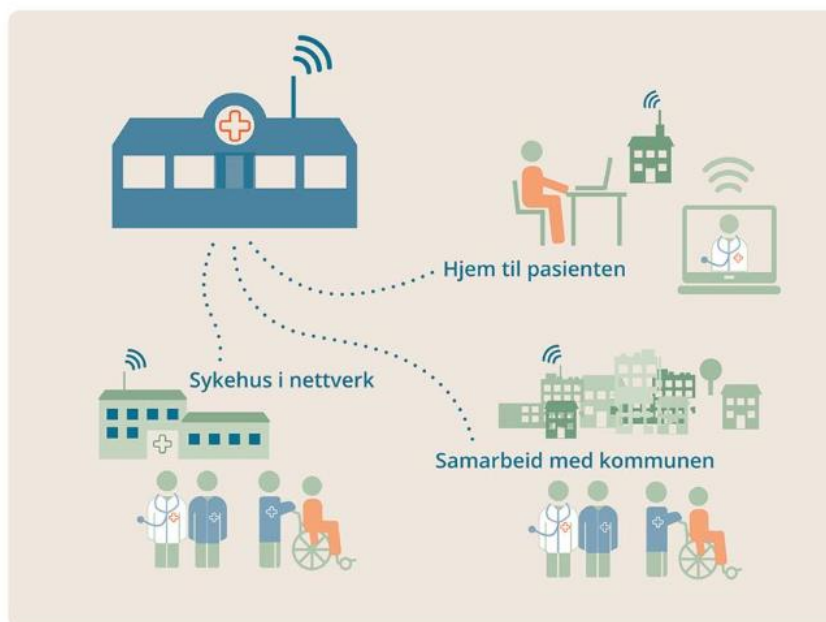 Hjem til pasienten
Sykehus i nettverk
Samarbeid med kommunen